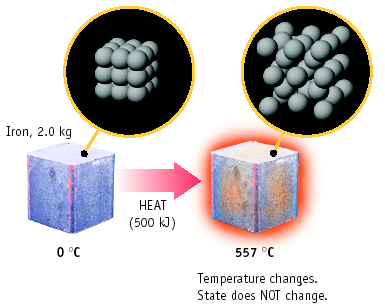 Iron, 2.0 kg
HEAT
(500 kJ)
0 °C
557 °C
Temperature changes.
State does NOT change.